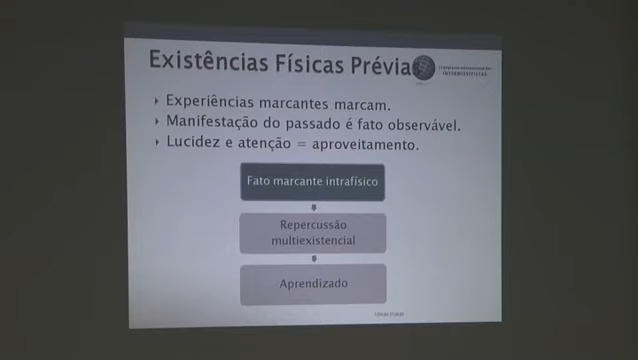 Existências Físicas Prévias
Experiências marcantes marcam.
Manifestação do passado é fato observável.
Lucidez e atenção = aproveitamento.
Fato marcante intrafísico
Repercussão
multiexistencial
Aprendizado